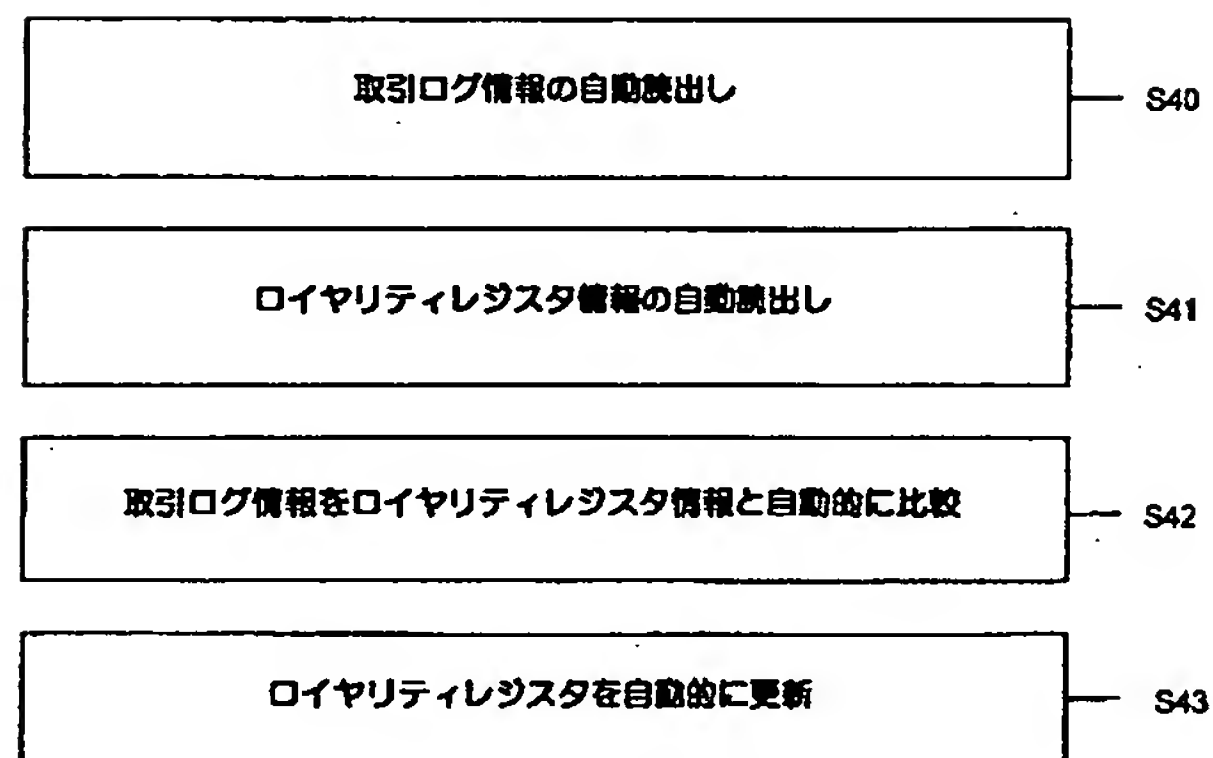 取引ログ情報の自動読出し
S40
ロイヤリティレジスタ情報の自動読出し
S41
取引ログ情報をロイヤリティレジスタ情報と自動的に比較
S42
ロイヤリティレジスタを自動的に更新
S43